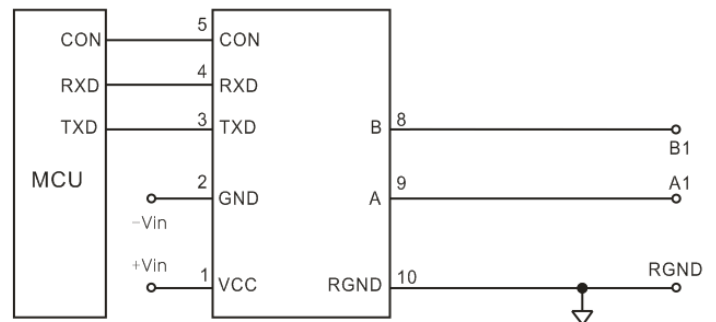 CON 5 CON
RXD 4 RXD
TXD 3 TXD B 8 B1
MCU 2 GND A 9 A1
-Vin
+Vin 1 VCC RGND 10 RGND